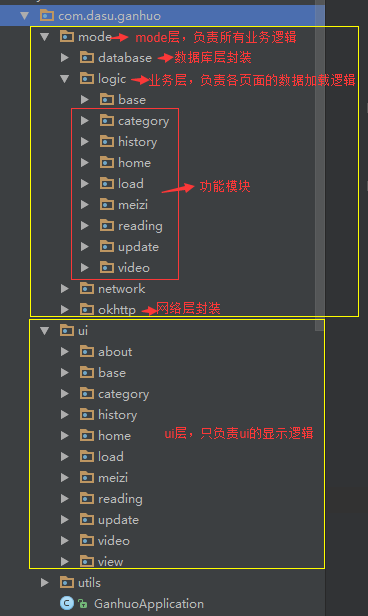 com.dasu.ganhuo
mode mode层，负责所有业务逻辑
database 数据库层封装
logic 业务层，负责各页面的数据加载逻辑
base
category
history
home
load 功能模块
meizi
reading
update
video
network
okhttp 网络层封装
ui
about
base
category
history
home ui层，只负责ui的显示逻辑
load
meizi
reading
update
video
view
utils
C GanhuoApplication